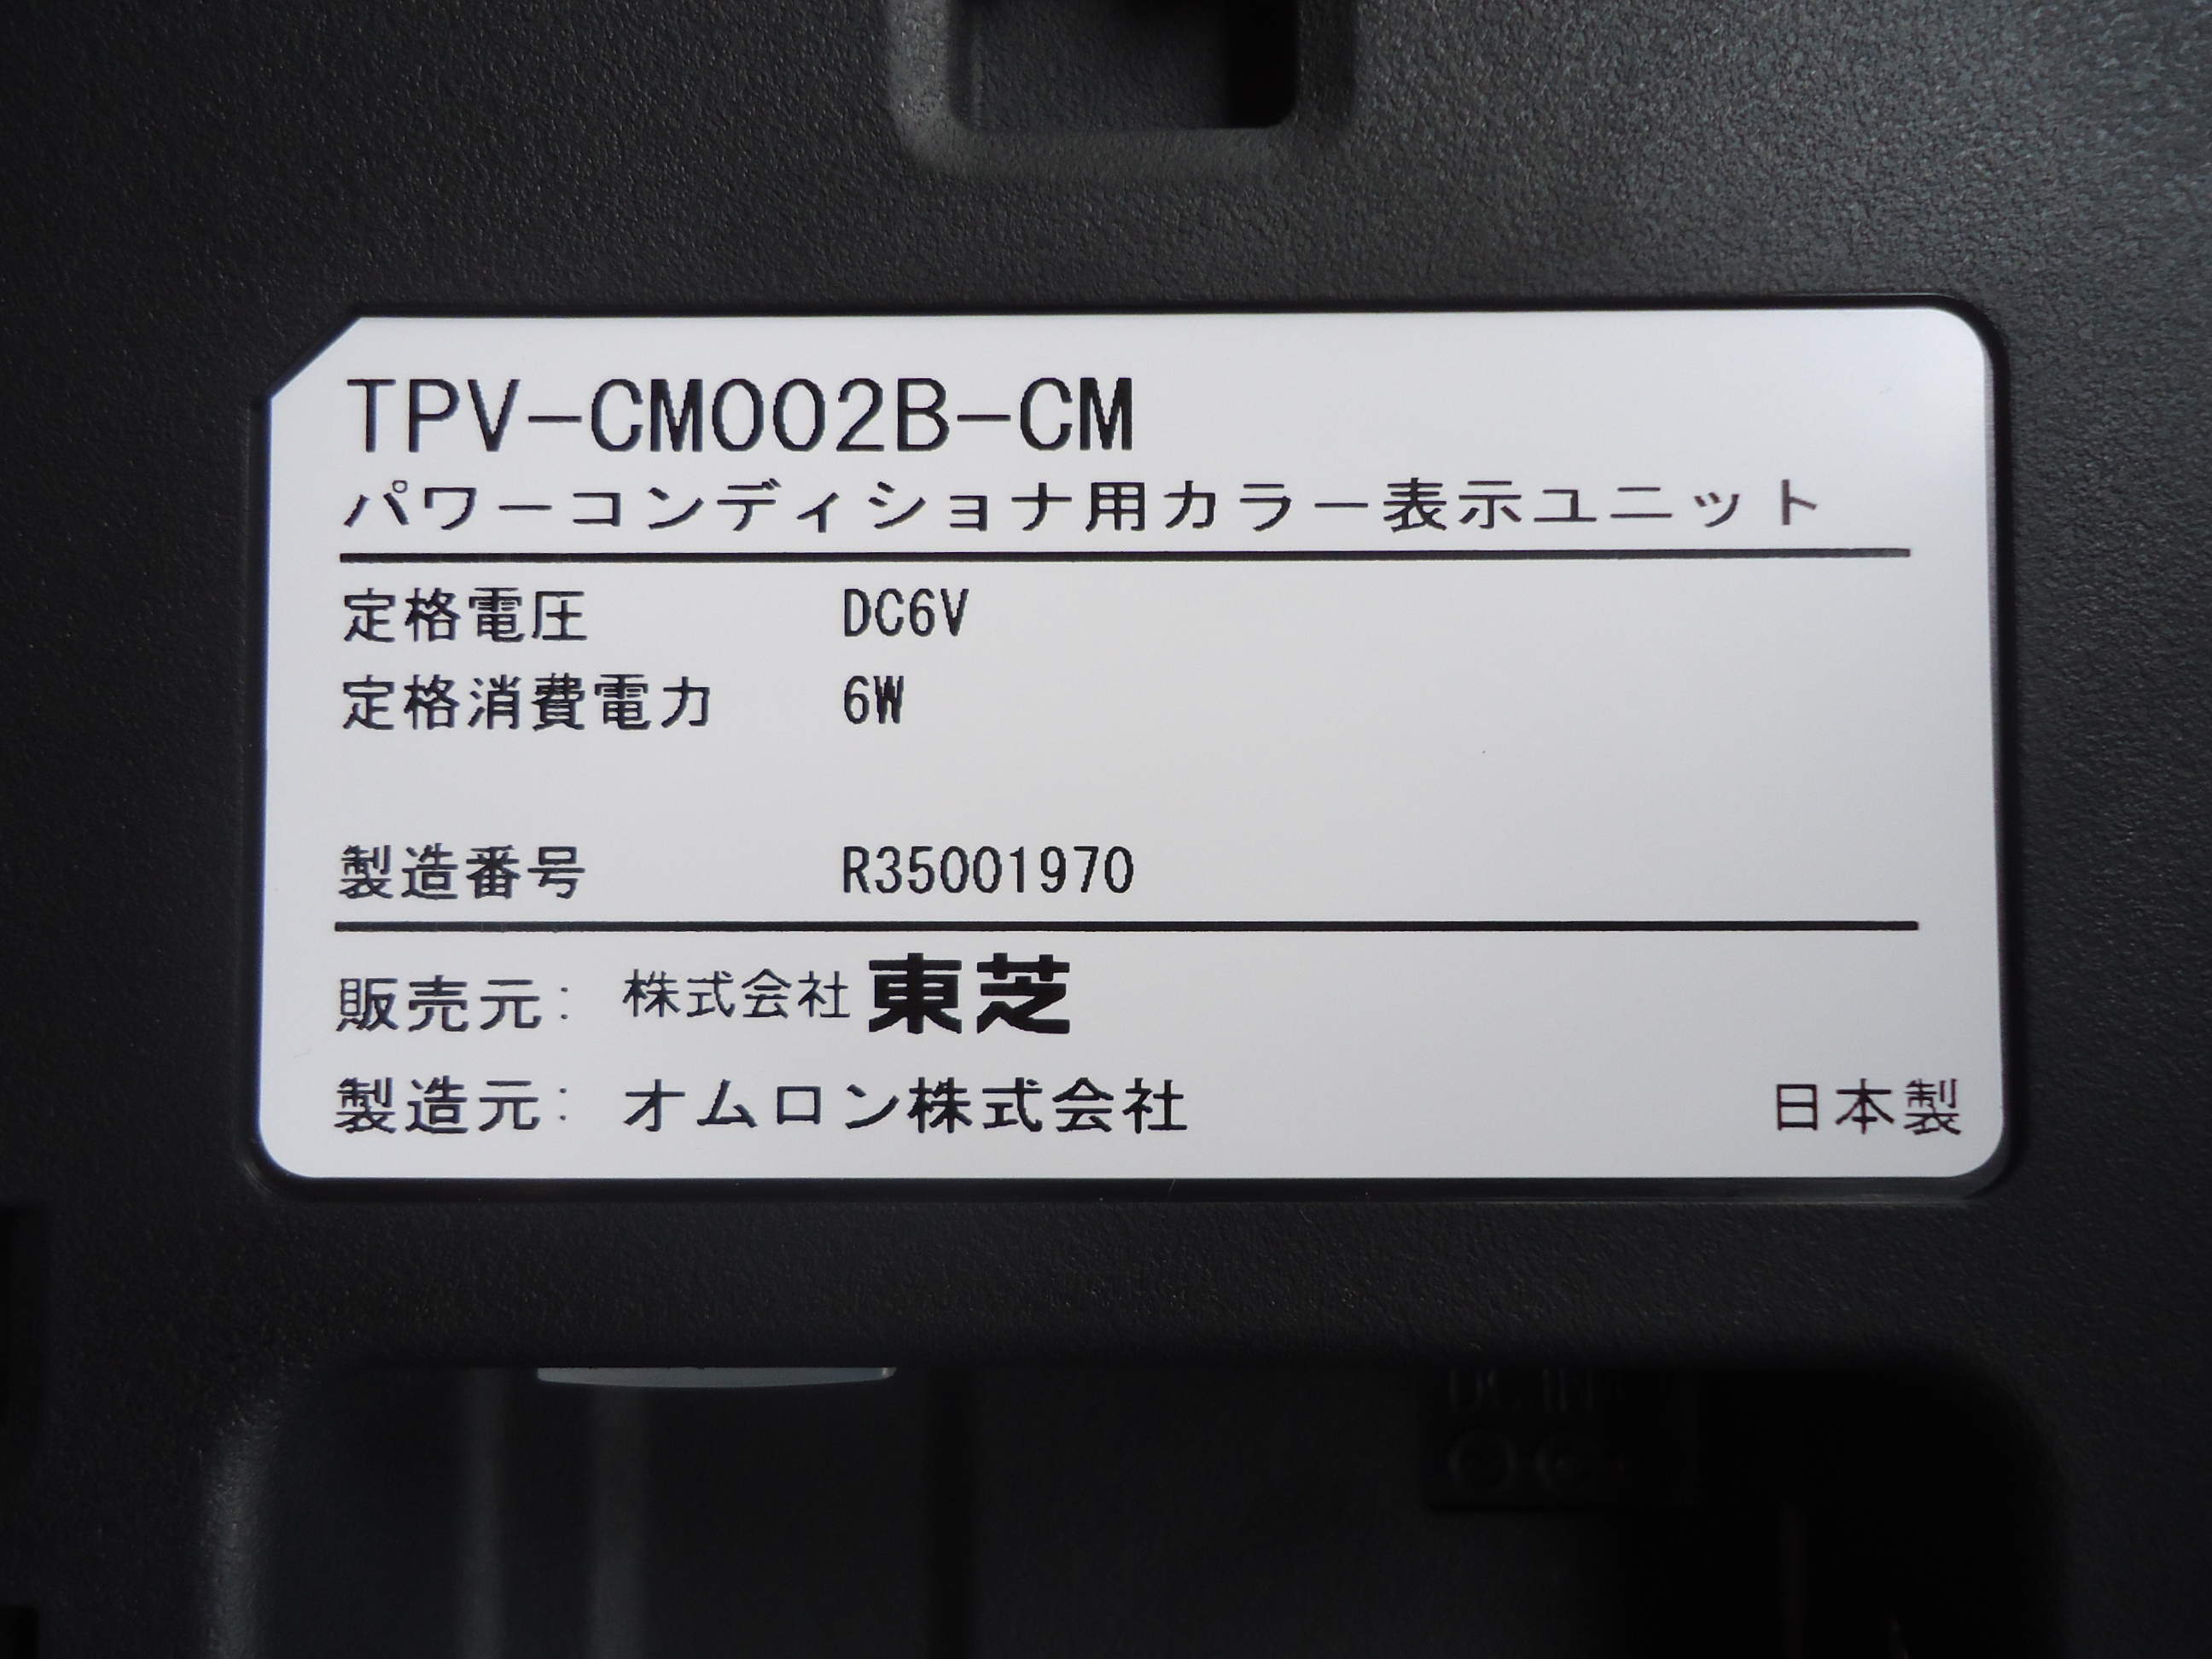 TPV-CM002B-CM
パワーコンディショナ用カラー表示ユニット
定格電圧 DC6V
定格消費電力 6W
製造番号 R35001970
販売元: 株式会社 東芝
製造元: オムロン株式会社 日本製
DC IN